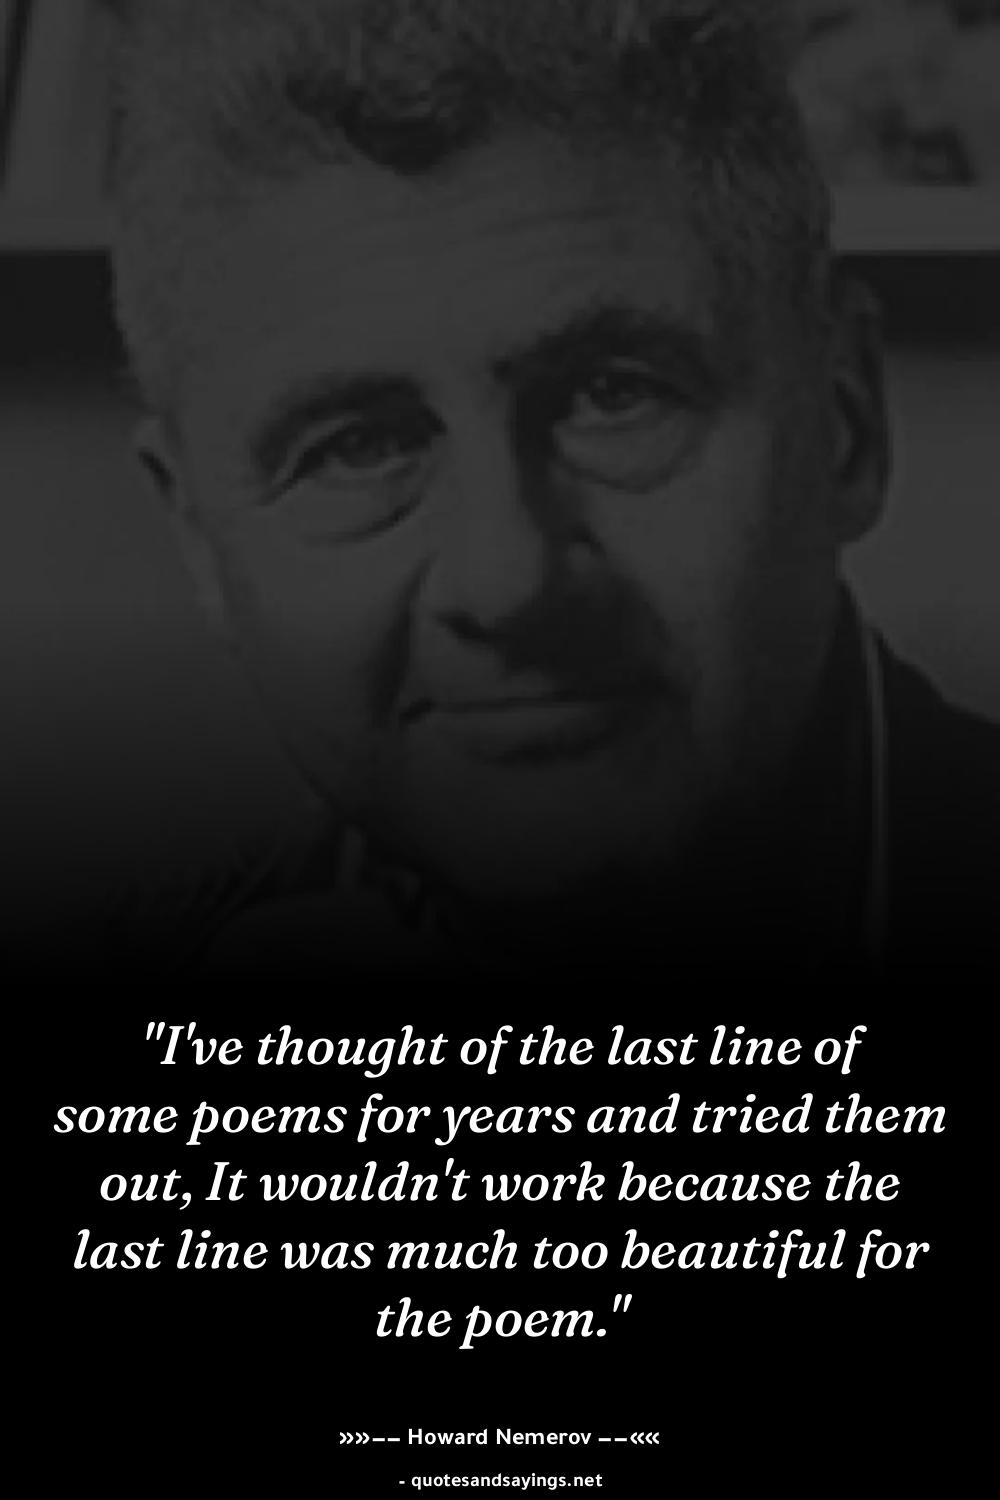 "I've thought of the last line of
some poems for years and tried them
out, It wouldn't work because the
last line was much too beautiful for
the poem."
»»–– Howard Nemerov ––««
- quotesandsayings.net